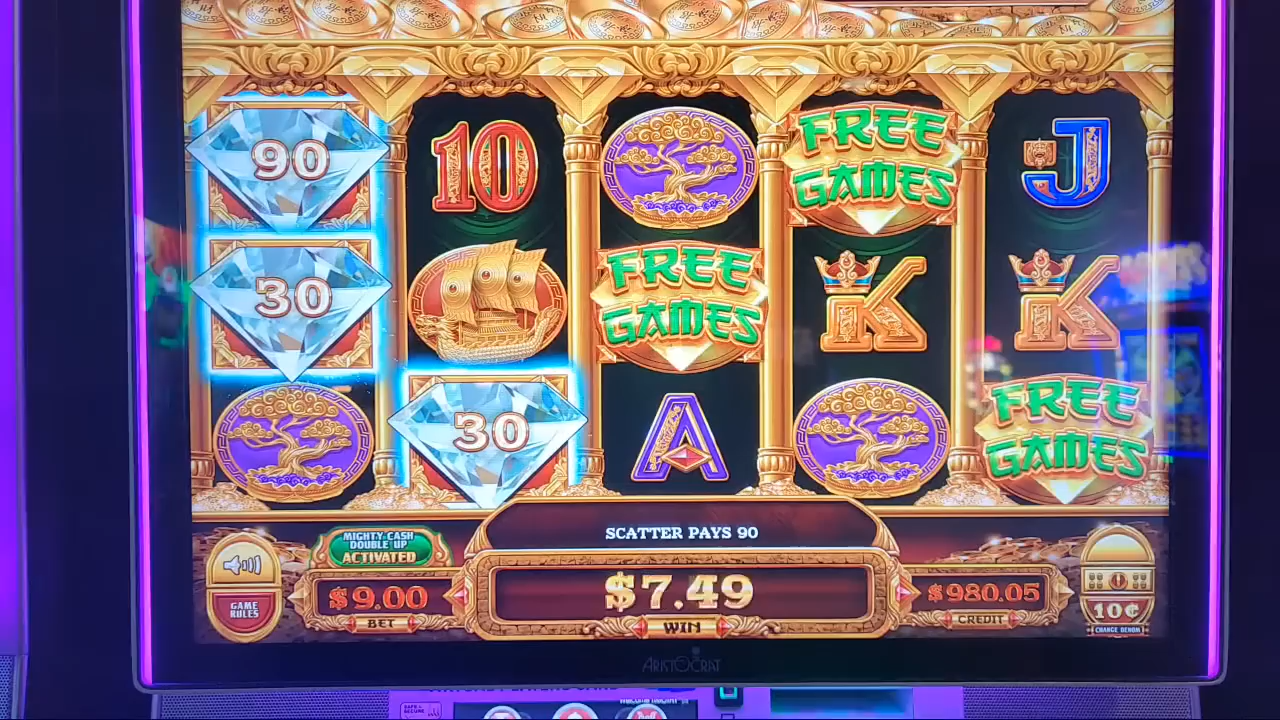 90
10
FREE
GAMES
J
30
FREE
GAMES
K
K
30
A
FREE
GAMES
SCATTER PAYS 90
MIGHTY CASH
DOUBLE UP
ACTIVATED
GAME
RULES
$9.00
BET
$7.49
WIN
$980.05
CREDIT
10¢
CHANGE DENOM
ARISTOCRAT